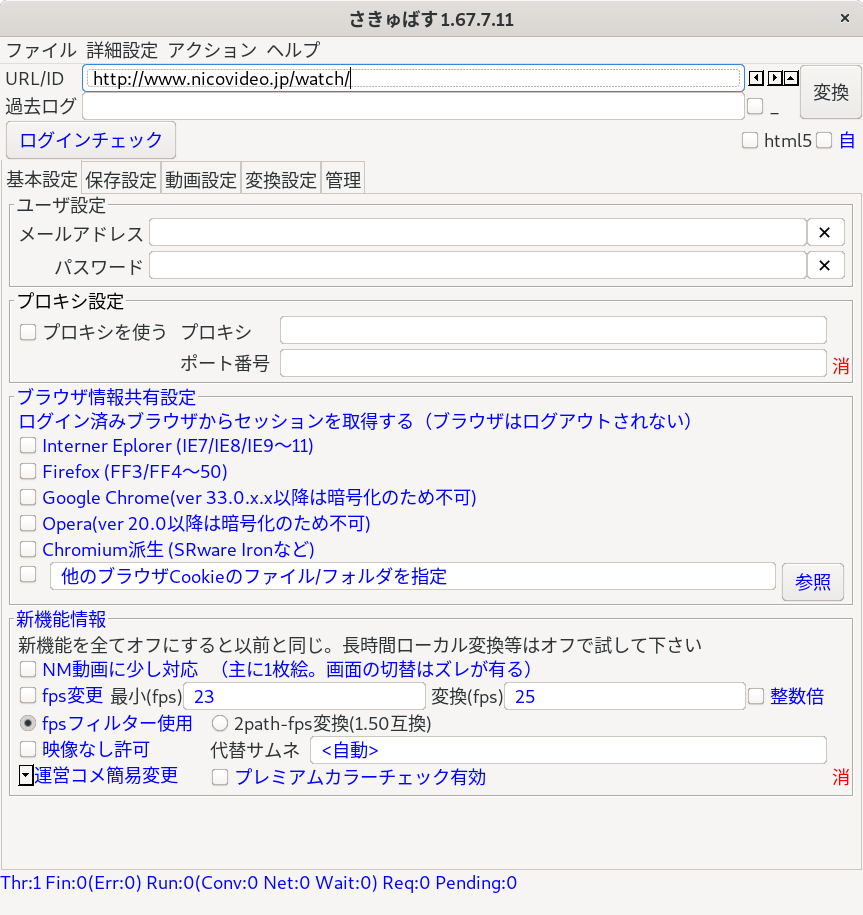 さきゅばす1.67.7.11 ×
ファイル 詳細設定 アクション ヘルプ
URL/ID http://www.nicovideo.jp/watch/
変換
過去ログ _
ログインチェック html5 自
基本設定 保存設定 動画設定 変換設定 管理
ユーザ設定
メールアドレス ×
パスワード ×
プロキシ設定
プロキシを使う プロキシ
ポート番号 消
ブラウザ情報共有設定
ログイン済みブラウザからセッションを取得する（ブラウザはログアウトされない）
Interner Eplorer (IE7/IE8/IE9～11)
Firefox (FF3/FF4～50)
Google Chrome(ver 33.0.x.x以降は暗号化のため不可)
Opera(ver 20.0以降は暗号化のため不可)
Chromium派生 (SRware Ironなど)
他のブラウザCookieのファイル/フォルダを指定 参照
新機能情報
新機能を全てオフにすると以前と同じ。長時間ローカル変換等はオフで試して下さい
NM動画に少し対応 （主に1枚絵。画面の切替はズレが有る）
fps変更 最小(fps) 23 変換(fps) 25 整数倍
fpsフィルター使用 2path-fps変換(1.50互換)
映像なし許可 代替サムネ <自動>
運営コメ簡易変更 プレミアムカラーチェック有効 消
Thr:1 Fin:0(Err:0) Run:0(Conv:0 Net:0 Wait:0) Req:0 Pending:0